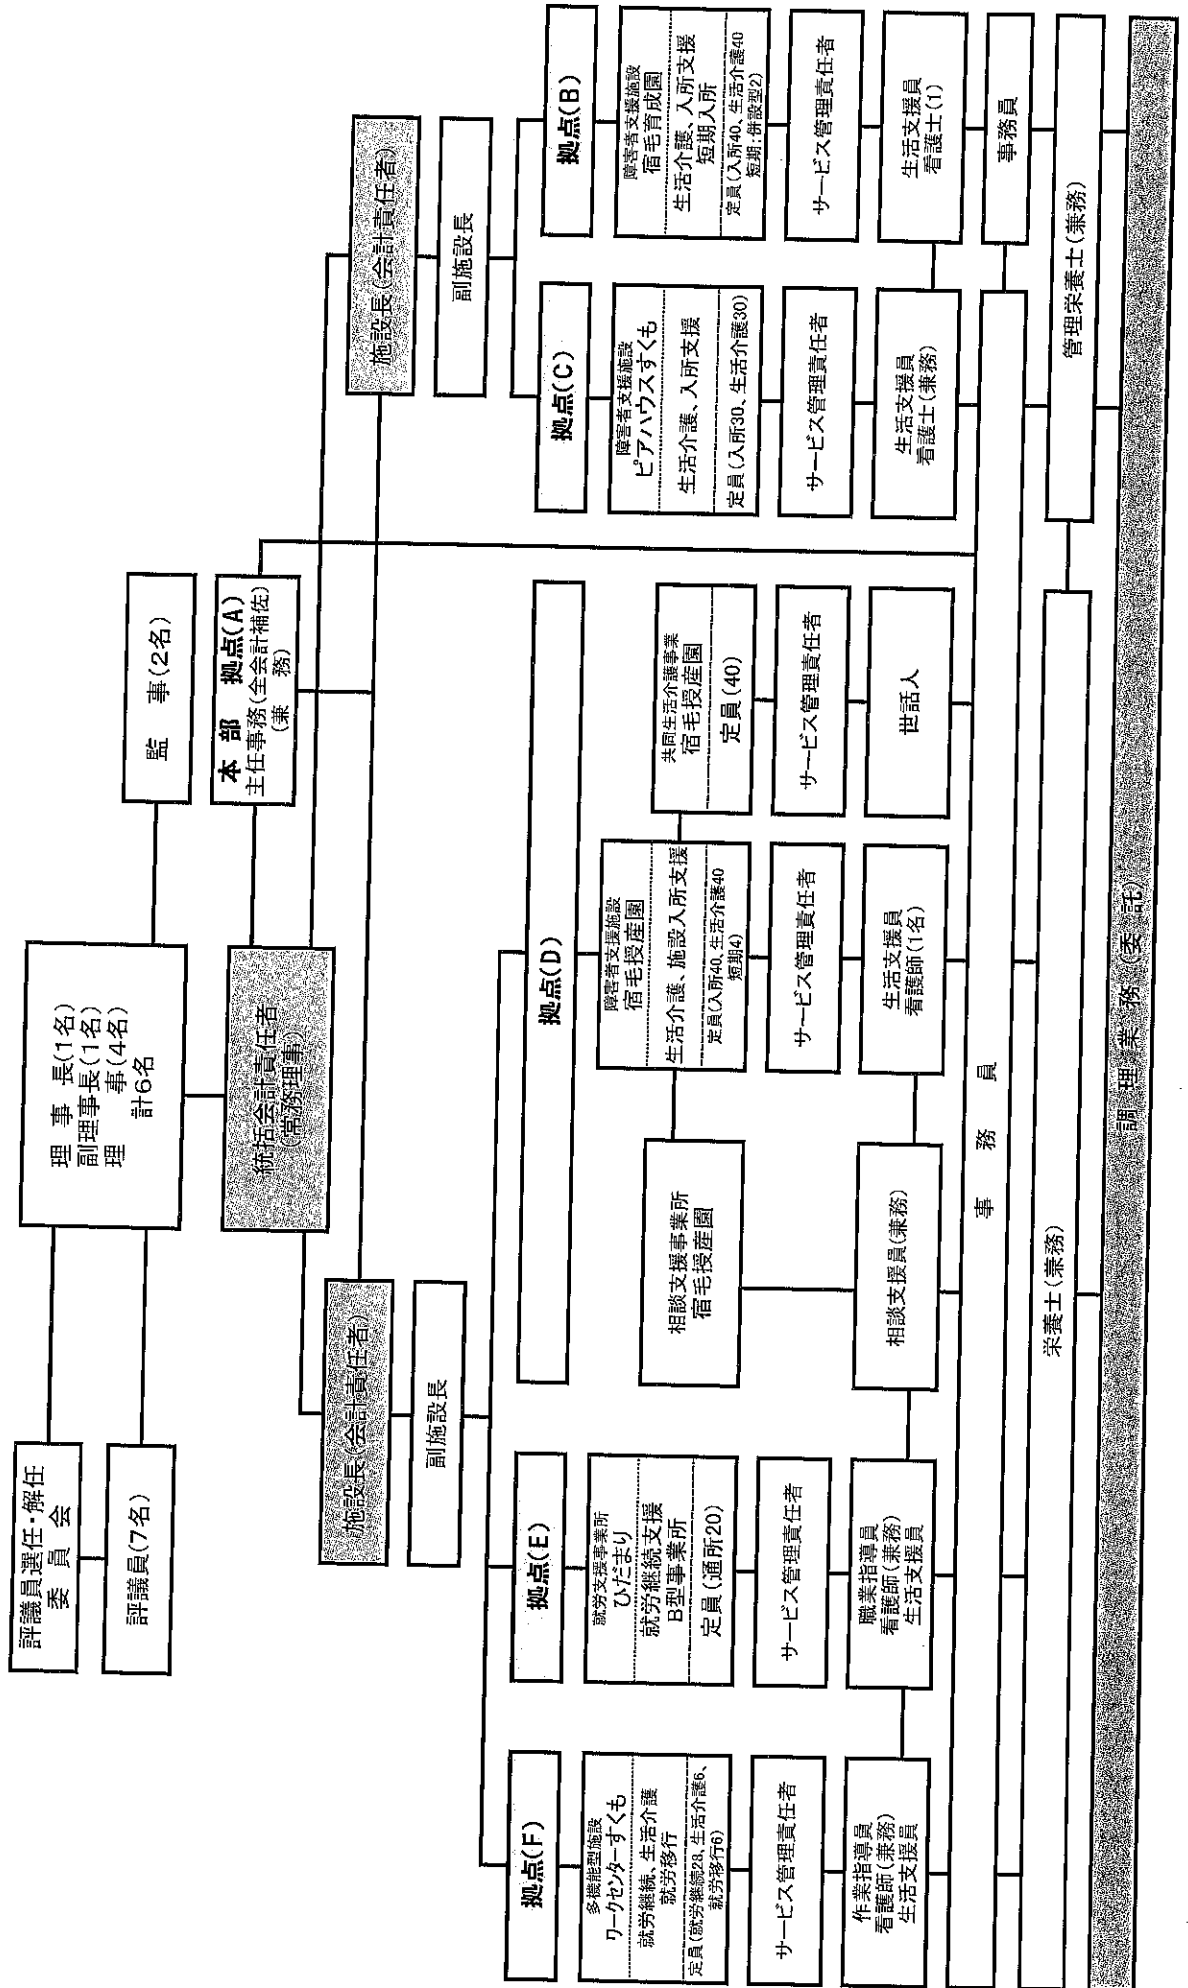 評議員選任・解任
委 員 会
評議員(7名)
理 事 長(1名)
副理事長(1名)
理 事(4名)
計6名
監 事(2名)
統括会計責任者
(常務理事)
本 部 拠点(A)
主任事務(全会計補佐)
(兼 務)
施設長(会計責任者)
副施設長
施設長(会計責任者)
副施設長
拠点(F)
多機能型施設
ワークセンターすくも
就労継続、生活介護
就労移行
定員(就労継続28、生活介護6、
就労移行6)
サービス管理責任者
作業指導員
看護師(兼務)
生活支援員
拠点(E)
就労支援事業所
ひだまり
就労継続支援
B型事業所
定員(通所20)
サービス管理責任者
職業指導員
看護師(兼務)
生活支援員
拠点(D)
相談支援事業所
宿毛授産園
相談支援員(兼務)
障害者支援施設
宿毛授産園
生活介護、施設入所支援
定員(入所40、生活介護40
短期4)
サービス管理責任者
生活支援員
看護師(1名)
共同生活介護事業
宿毛授産園
定員(40)
サービス管理責任者
世話人
拠点(C)
障害者支援施設
ピアハウスすくも
生活介護、入所支援
定員(入所30、生活介護30)
サービス管理責任者
生活支援員
看護士(兼務)
拠点(B)
障害者支援施設
宿毛育成園
生活介護、入所支援
短期入所
定員(入所40、生活介護40
短期;併設型2)
サービス管理責任者
生活支援員
看護士(1)
事 務 員
事務員
栄養士(兼務)
管理栄養士(兼務)
調 理 業 務 (委 託)